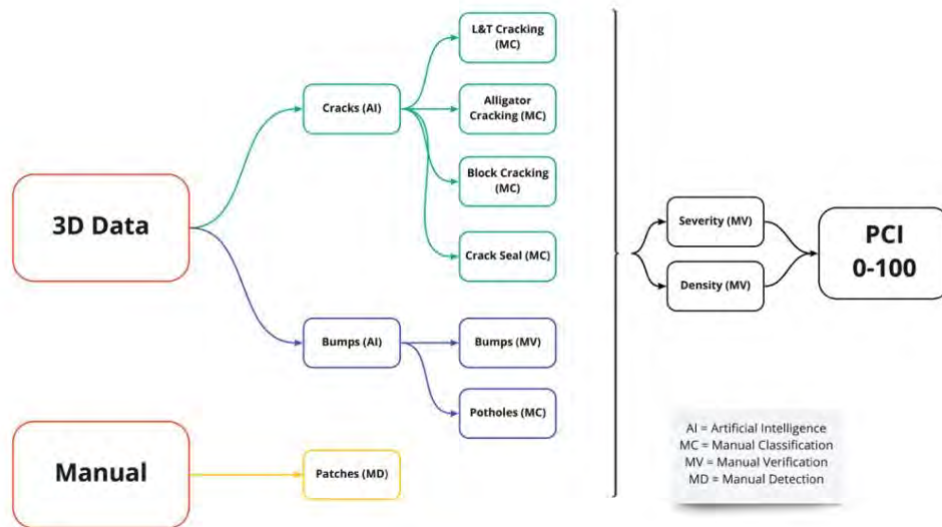 L&T Cracking
(MC)
Cracks (AI)
Alligator
Cracking (MC)
Block Cracking
(MC)
3D Data
Severity (MV)
PCI
0-100
Crack Seal (MC)
Density (MV)
Bumps (AI)
Bumps (MV)
Potholes (MC)
AI = Artificial Intelligence
MC = Manual Classification
MV = Manual Verification
MD = Manual Detection
Manual
Patches (MD)